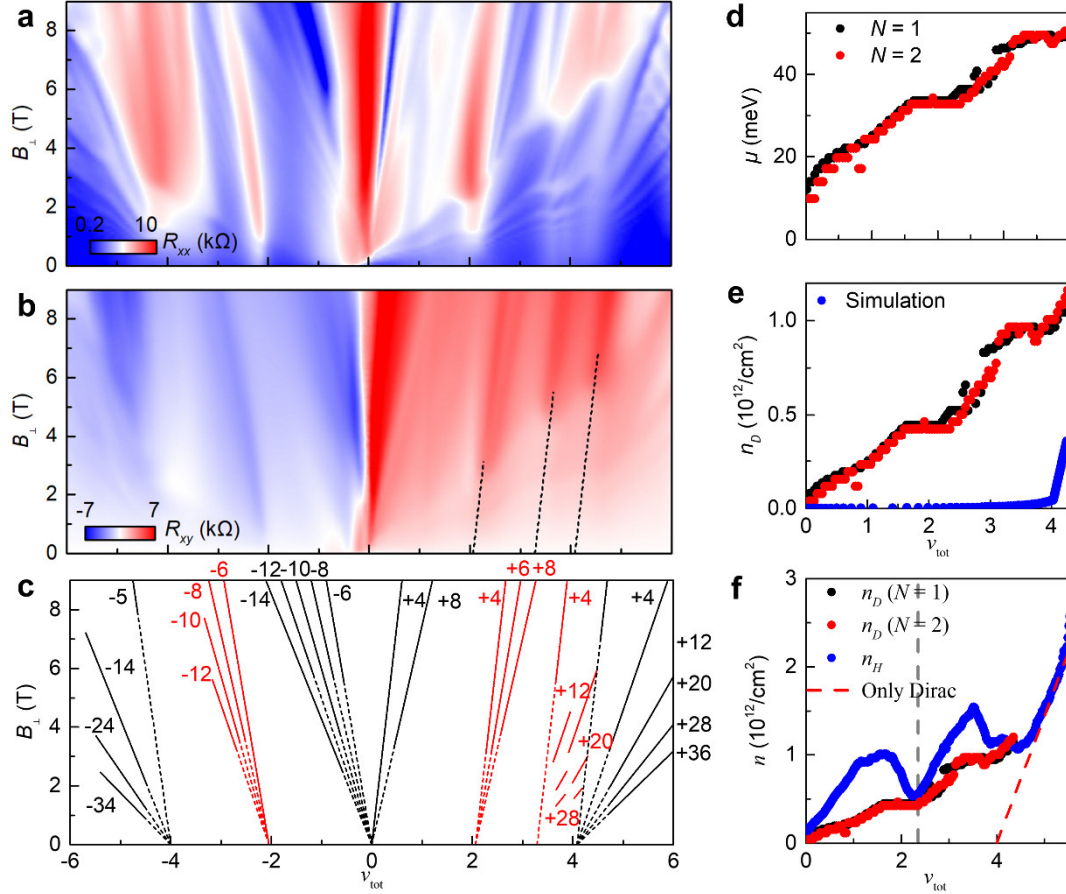 a
B⊥ (T)
8
6
4
2
0
0.2 10
Rxx (kΩ)
b
B⊥ (T)
8
6
4
2
0
-7 7
Rxy (kΩ)
c
B⊥ (T)
8
6
4
2
0
-5
-14
-24
-34
-6
-8
-10
-12
-12 -10 -8
-14
-6
+4
+8
+6 +8
+4
+4
+12
+20
+28
+4
+12
+20
+28
+36
-6 -4 -2 0 2 4 6
νtot
d
N = 1
N = 2
μ (meV)
40
20
0
e
Simulation
nD (10¹²/cm²)
1.0
0.5
0.0
0 1 2 3 4
νtot
f
nD (N = 1)
nD (N = 2)
nH
Only Dirac
n (10¹²/cm²)
3
2
1
0
0 2 4
νtot